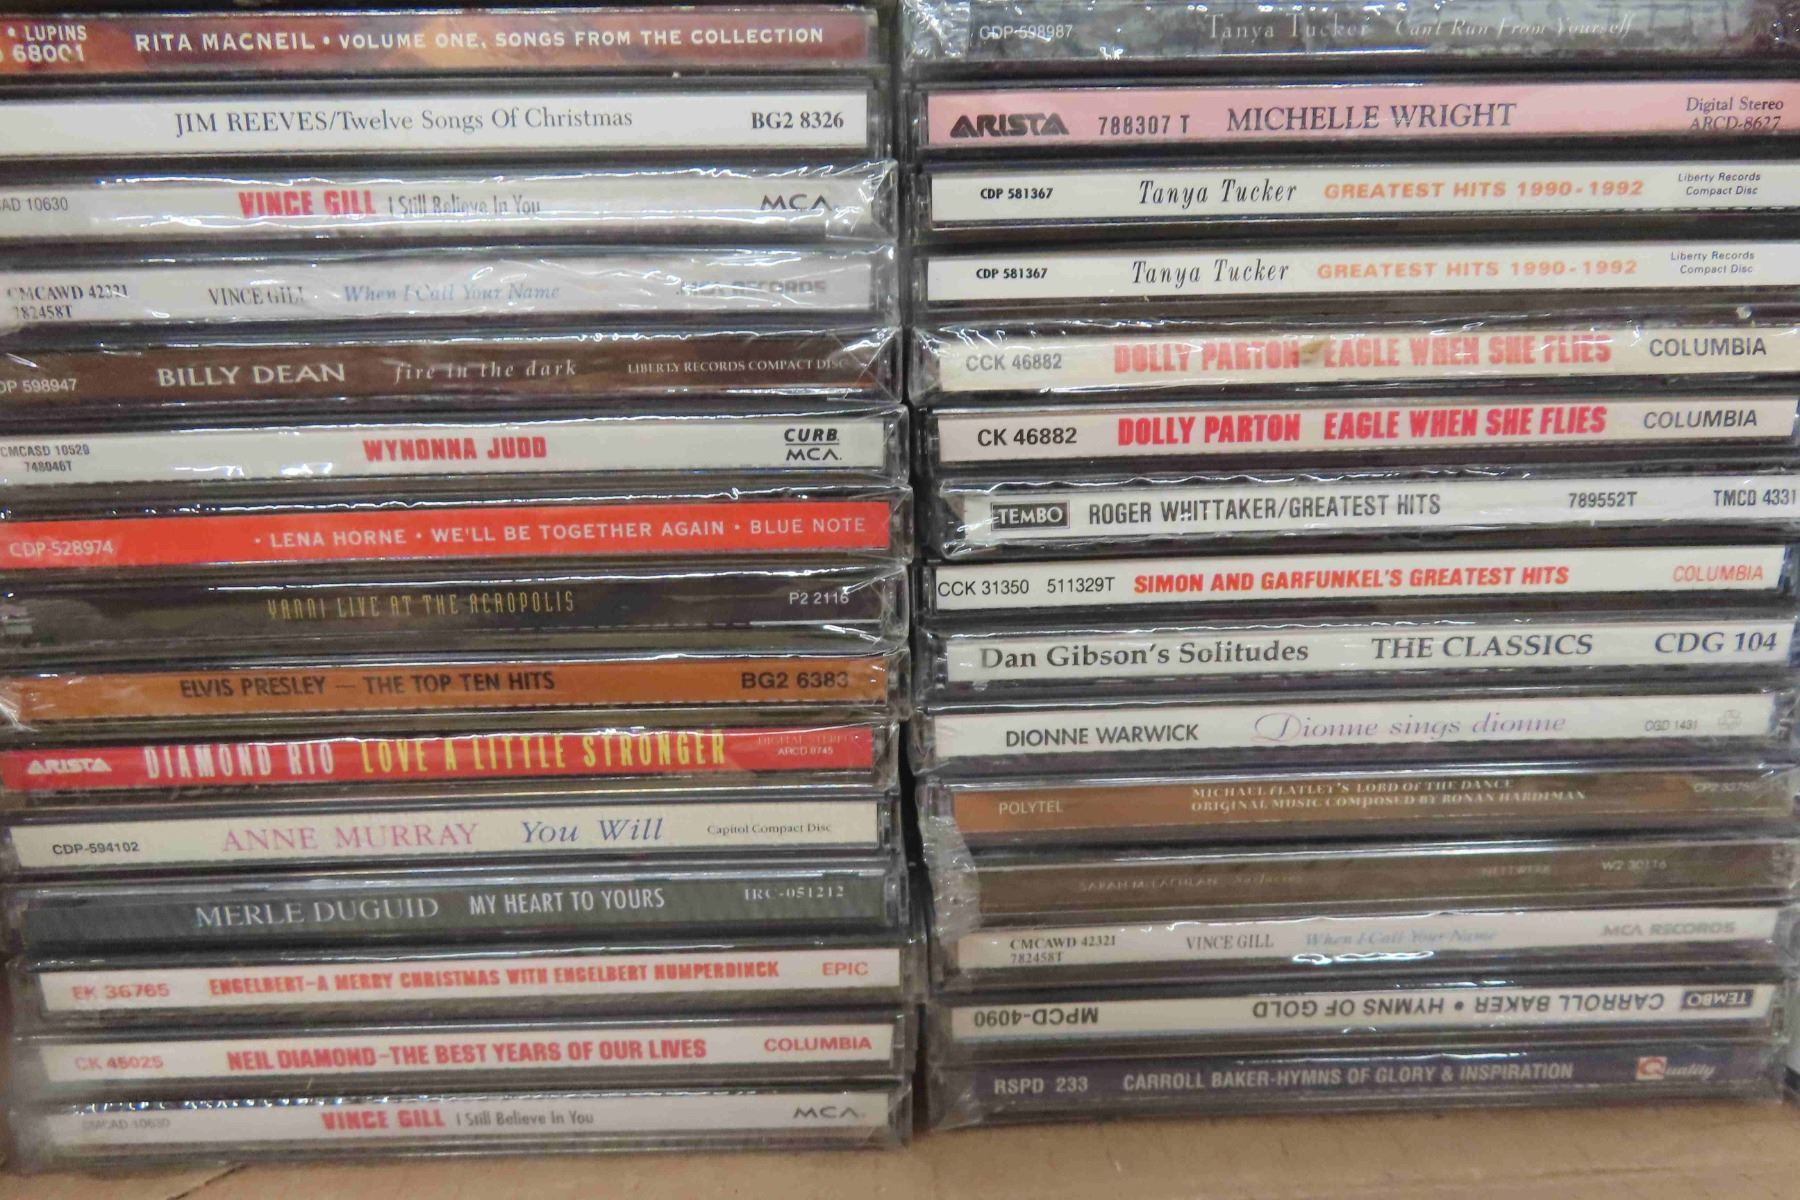 • LUPINS
68001
RITA MACNEIL • VOLUME ONE, SONGS FROM THE COLLECTION
JIM REEVES/Twelve Songs Of Christmas BG2 8326
AD 10630 VINCE GILL I Still Believe In You MCA
CMCAWD 42321
782458T
VINCE GILL When I Call Your Name MCA RECORDS
DP 598947 BILLY DEAN fire in the dark LIBERTY RECORDS COMPACT DISC
CMCASD 10529
748046T
WYNONNA JUDD CURB
MCA.
CDP-528974 • LENA HORNE • WE'LL BE TOGETHER AGAIN • BLUE NOTE
YANNI LIVE AT THE ACROPOLIS P2 2116
ELVIS PRESLEY — THE TOP TEN HITS BG2 6383
ARISTA DIAMOND RIO LOVE A LITTLE STRONGER DIGITAL STEREO
ARCD 8745
CDP-594102 ANNE MURRAY You Will Capitol Compact Disc
MERLE DUGUID MY HEART TO YOURS IRC-051212
EK 36765 ENGELBERT-A MERRY CHRISTMAS WITH ENGELBERT HUMPERDINCK EPIC
CK 45025 NEIL DIAMOND-THE BEST YEARS OF OUR LIVES COLUMBIA
CMCAD 10630 VINCE GILL I Still Believe In You MCA
CDP-598987 Tanya Tucker Can't Run From Yourself
ARISTA 788307 T MICHELLE WRIGHT Digital Stereo
ARCD-8627
CDP 581367 Tanya Tucker GREATEST HITS 1990-1992 Liberty Records
Compact Disc
CDP 581367 Tanya Tucker GREATEST HITS 1990-1992 Liberty Records
Compact Disc
CCK 46882 DOLLY PARTON EAGLE WHEN SHE FLIES COLUMBIA
CK 46882 DOLLY PARTON EAGLE WHEN SHE FLIES COLUMBIA
TEMBO ROGER WHITTAKER/GREATEST HITS 789552T TMCD 4331
CCK 31350 511329T SIMON AND GARFUNKEL'S GREATEST HITS COLUMBIA
Dan Gibson's Solitudes THE CLASSICS CDG 104
DIONNE WARWICK Dionne sings dionne OGD 1431
POLYTEL MICHAEL FLATLEY'S LORD OF THE DANCE
ORIGINAL MUSIC COMPOSED BY RONAN HARDIMAN
SARAH MCLACHLAN Surfacing NETTWERK W2 30116
CMCAWD 42321
782458T
VINCE GILL When I Call Your Name MCA RECORDS
TEMBO CARROLL BAKER • HYMNS OF GOLD MPCD-4090
RSPD 233 CARROLL BAKER-HYMNS OF GLORY & INSPIRATION Quality